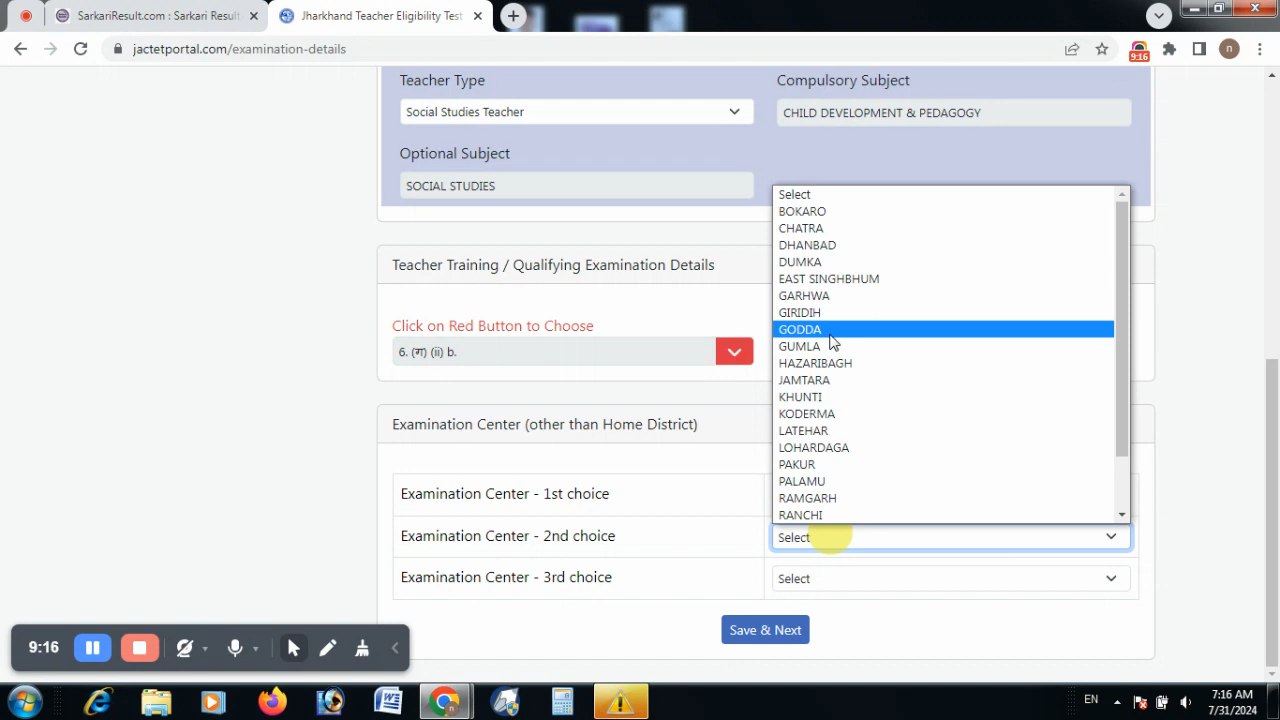 SarkariResult.com : Sarkari Result
Jharkhand Teacher Eligibility Test
jactetportal.com/examination-details
9:16
n
Teacher Type
Compulsory Subject
Social Studies Teacher
CHILD DEVELOPMENT & PEDAGOGY
Optional Subject
SOCIAL STUDIES
Select
BOKARO
CHATRA
DHANBAD
DUMKA
EAST SINGHBHUM
GARHWA
GIRIDIH
GODDA
GUMLA
HAZARIBAGH
JAMTARA
KHUNTI
KODERMA
LATEHAR
LOHARDAGA
PAKUR
PALAMU
RAMGARH
RANCHI
Teacher Training / Qualifying Examination Details
Click on Red Button to Choose
6. (ग) (ii) b.
Examination Center (other than Home District)
Examination Center - 1st choice
Examination Center - 2nd choice
Select
Examination Center - 3rd choice
Select
Save & Next
9:16
EN
7:16 AM
7/31/2024